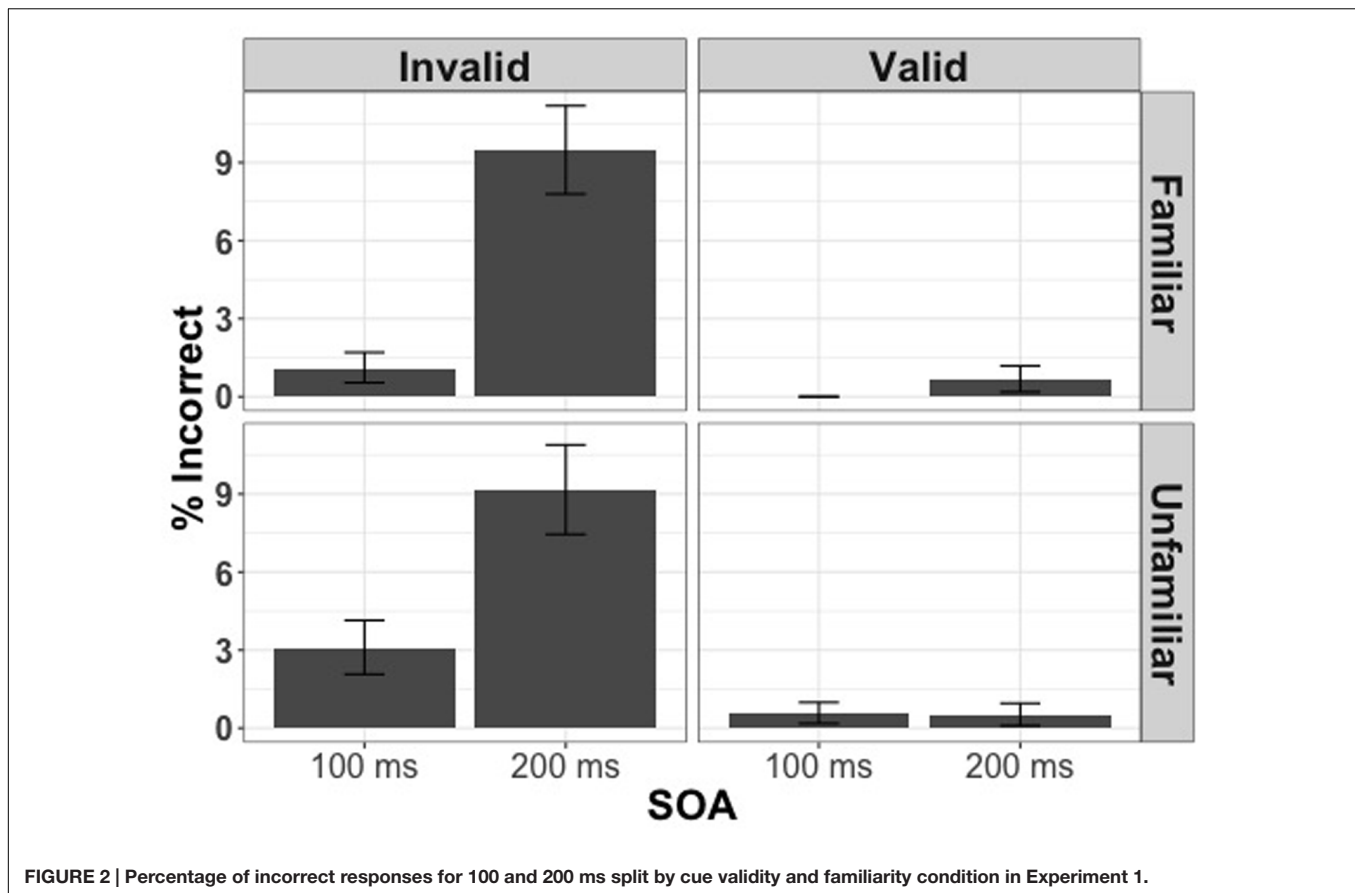 Invalid
Valid
Familiar
9
6
3
0
Unfamiliar
9
6
3
0
% Incorrect
100 ms
200 ms
100 ms
200 ms
SOA
FIGURE 2 | Percentage of incorrect responses for 100 and 200 ms split by cue validity and familiarity condition in Experiment 1.